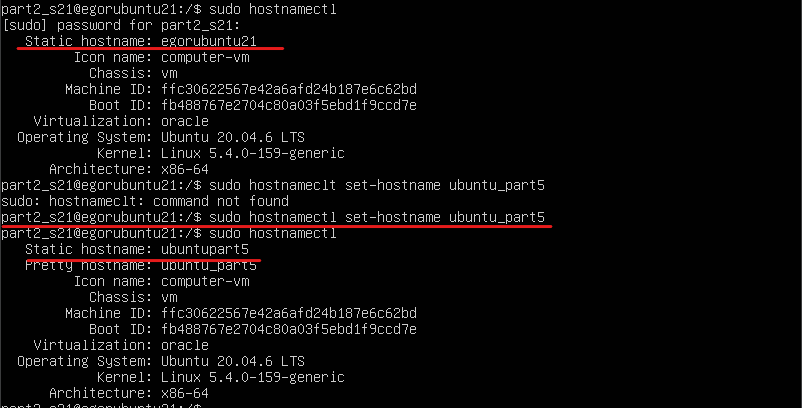 part2_s21@egorubuntu21:/$ sudo hostnamectl
[sudo] password for part2_s21:
Static hostname: egorubuntu21
Icon name: computer-vm
Chassis: vm
Machine ID: ffc30622567e42a6afd24b187e6c62bd
Boot ID: fb488767e2704c80a03f5ebd1f9ccd7e
Virtualization: oracle
Operating System: Ubuntu 20.04.6 LTS
Kernel: Linux 5.4.0-159-generic
Architecture: x86-64
part2_s21@egorubuntu21:/$ sudo hostnameclt set-hostname ubuntu_part5
sudo: hostnameclt: command not found
part2_s21@egorubuntu21:/$ sudo hostnamectl set-hostname ubuntu_part5
part2_s21@egorubuntu21:/$ sudo hostnamectl
Static hostname: ubuntupart5
Pretty hostname: ubuntu_part5
Icon name: computer-vm
Chassis: vm
Machine ID: ffc30622567e42a6afd24b187e6c62bd
Boot ID: fb488767e2704c80a03f5ebd1f9ccd7e
Virtualization: oracle
Operating System: Ubuntu 20.04.6 LTS
Kernel: Linux 5.4.0-159-generic
Architecture: x86-64
part2_s21@egorubuntu21:/$